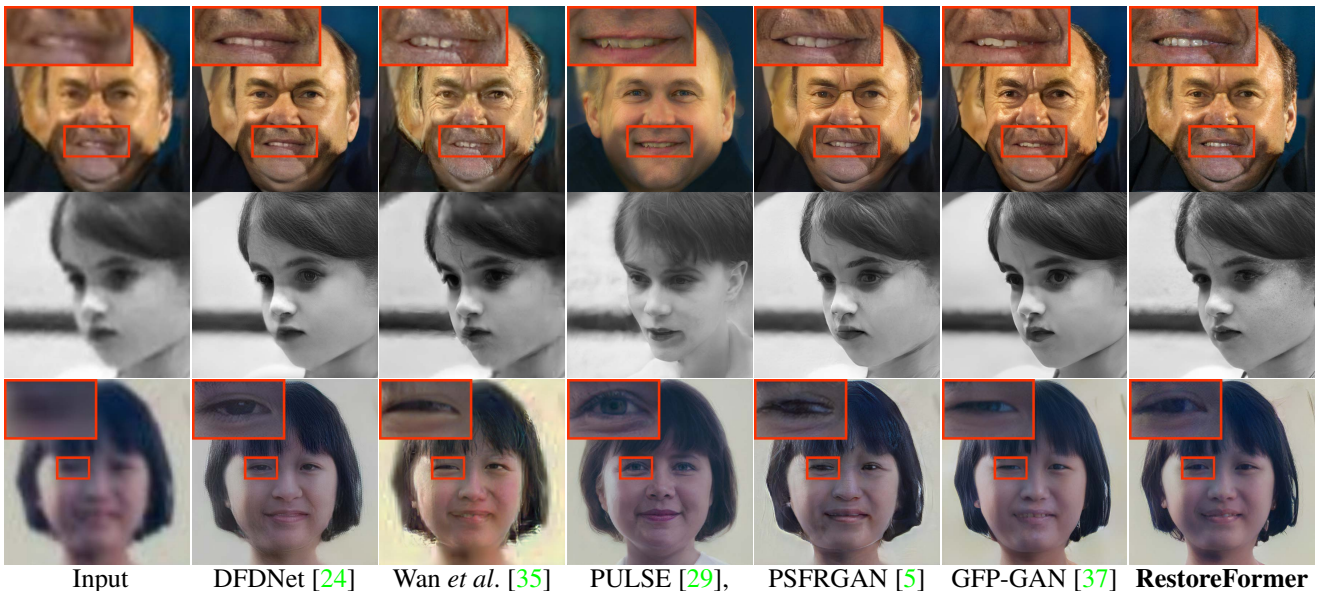 Input DFDNet [24] Wan et al. [35] PULSE [29], PSFRGAN [5] GFP-GAN [37] RestoreFormer